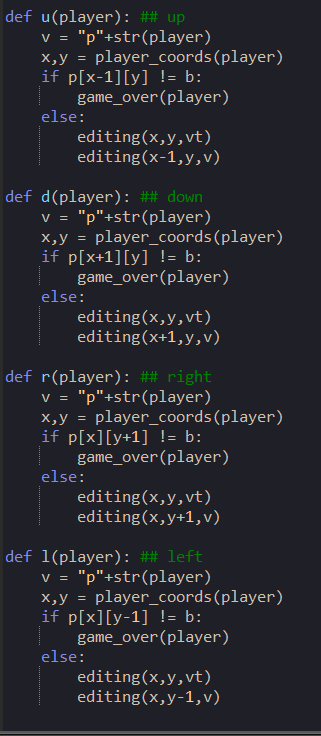 def u(player): ## up
    v = "p"+str(player)
    x,y = player_coords(player)
    if p[x-1][y] != b:
        game_over(player)
    else:
        editing(x,y,vt)
        editing(x-1,y,v)

def d(player): ## down
    v = "p"+str(player)
    x,y = player_coords(player)
    if p[x+1][y] != b:
        game_over(player)
    else:
        editing(x,y,vt)
        editing(x+1,y,v)

def r(player): ## right
    v = "p"+str(player)
    x,y = player_coords(player)
    if p[x][y+1] != b:
        game_over(player)
    else:
        editing(x,y,vt)
        editing(x,y+1,v)

def l(player): ## left
    v = "p"+str(player)
    x,y = player_coords(player)
    if p[x][y-1] != b:
        game_over(player)
    else:
        editing(x,y,vt)
        editing(x,y-1,v)